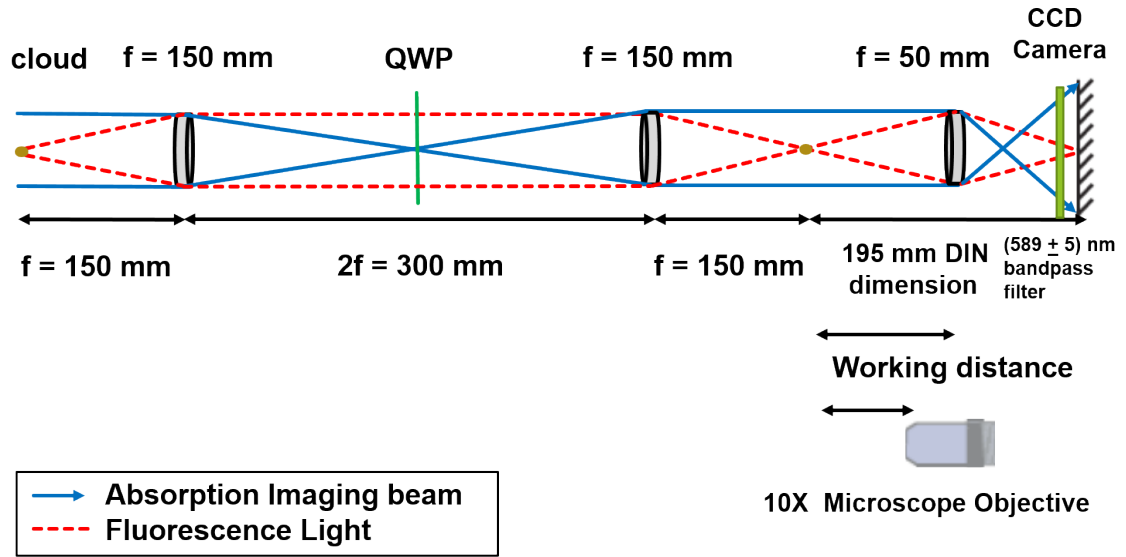 cloud
f = 150 mm
QWP
f = 150 mm
f = 50 mm
CCD
Camera
f = 150 mm
2f = 300 mm
f = 150 mm
195 mm DIN
dimension
(589 ± 5) nm
bandpass
filter
Working distance
10X Microscope Objective
Absorption Imaging beam
Fluorescence Light